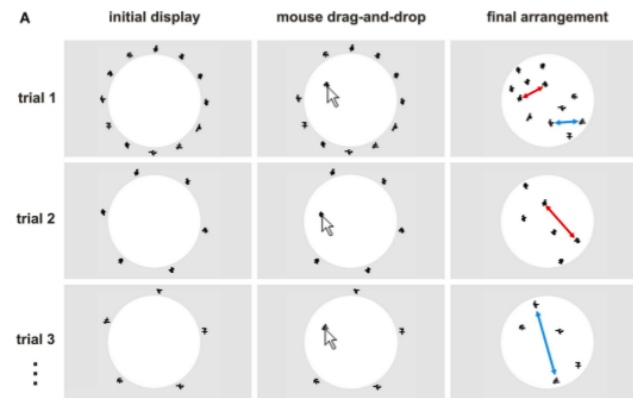 A
initial display
mouse drag-and-drop
final arrangement
trial 1
trial 2
trial 3